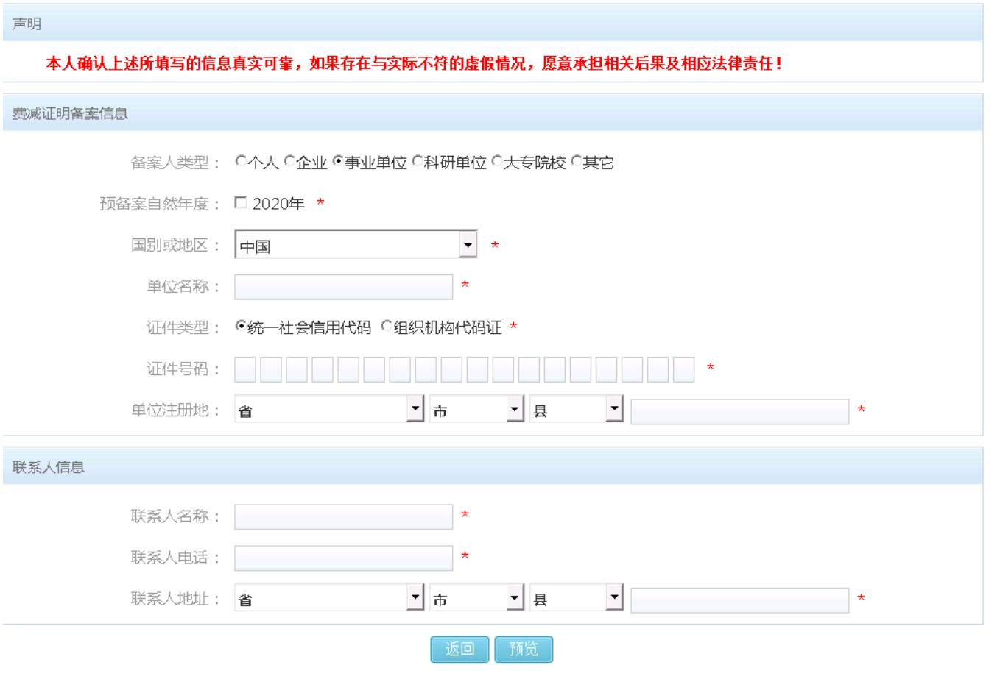 声明
本人确认上述所填写的信息真实可靠，如果存在与实际不符的虚假情况，愿意承担相关后果及相应法律责任！
费减证明备案信息
备案人类型： 个人 企业 事业单位 科研单位 大专院校 其它
预备案自然年度： 2020年 *
国别或地区： 中国 *
单位名称： *
证件类型： 统一社会信用代码 组织机构代码证 *
证件号码： *
单位注册地： 省 市 县 *
联系人信息
联系人名称： *
联系人电话： *
联系人地址： 省 市 县 *
返回 预览